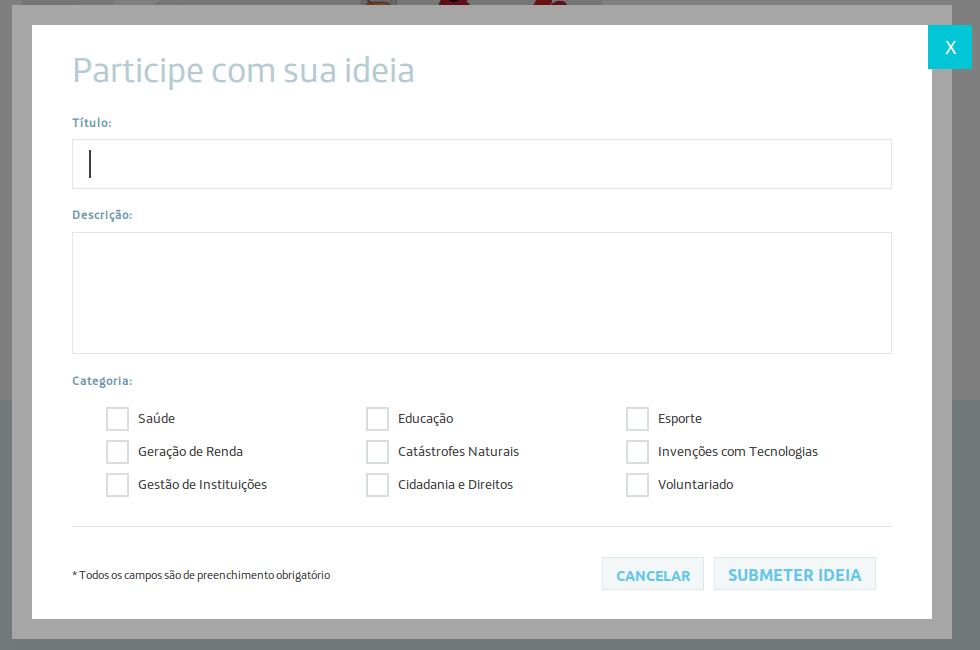 X
Participe com sua ideia
Título:
Descrição:
Categoria:
Saúde Educação Esporte
Geração de Renda Catástrofes Naturais Invenções com Tecnologias
Gestão de Instituições Cidadania e Direitos Voluntariado
* Todos os campos são de preenchimento obrigatório CANCELAR SUBMETER IDEIA